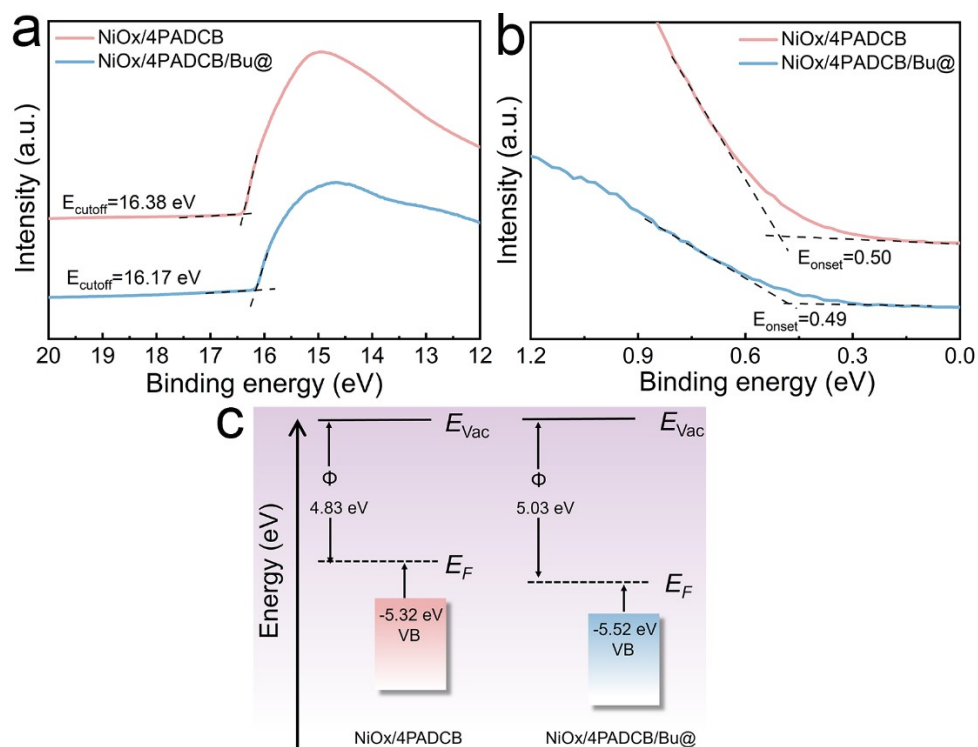 a
NiOx/4PADCB
NiOx/4PADCB/Bu@
Ecutoff=16.38 eV
Ecutoff=16.17 eV
Intensity (a.u.)
20 19 18 17 16 15 14 13 12
Binding energy (eV)
b
NiOx/4PADCB
NiOx/4PADCB/Bu@
Eonset=0.50
Eonset=0.49
Intensity (a.u.)
1.2 0.9 0.6 0.3 0.0
Binding energy (eV)
c
Energy (eV)
EVac
Φ
4.83 eV
EF
-5.32 eV
VB
NiOx/4PADCB
EVac
Φ
5.03 eV
EF
-5.52 eV
VB
NiOx/4PADCB/Bu@